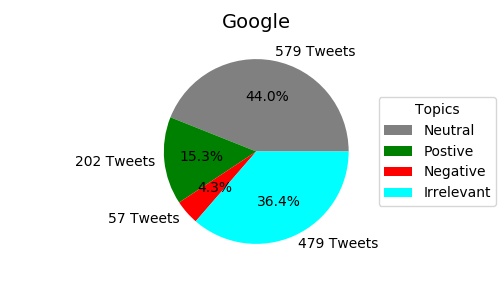 Google
579 Tweets
44.0%
202 Tweets
15.3%
4.3%
57 Tweets
36.4%
479 Tweets
Topics
Neutral
Postive
Negative
Irrelevant